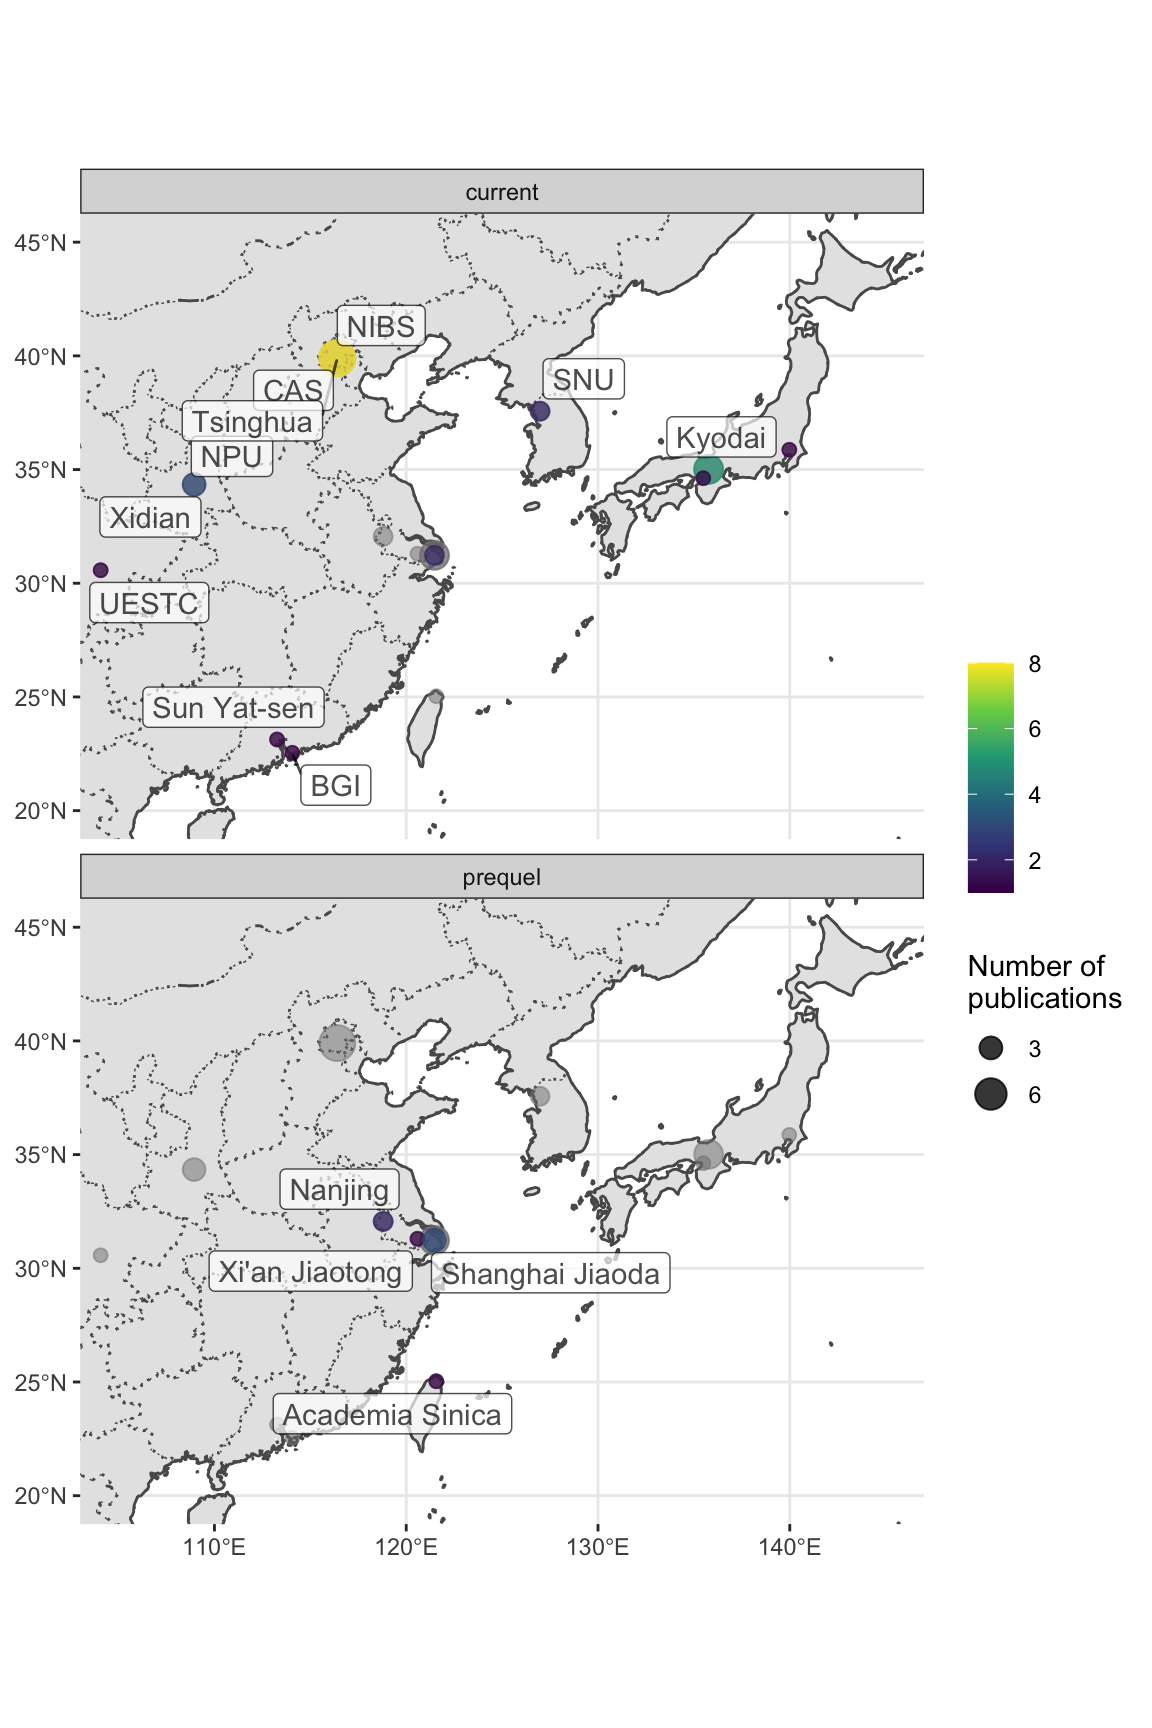 current
45°N
40°N
35°N
30°N
25°N
20°N
NIBS
CAS
Tsinghua
NPU
Xidian
UESTC
Sun Yat-sen
BGI
SNU
Kyodai
prequel
45°N
40°N
35°N
30°N
25°N
20°N
Nanjing
Xi'an Jiaotong
Shanghai Jiaoda
Academia Sinica
110°E
120°E
130°E
140°E
8
6
4
2
Number of
publications
3
6